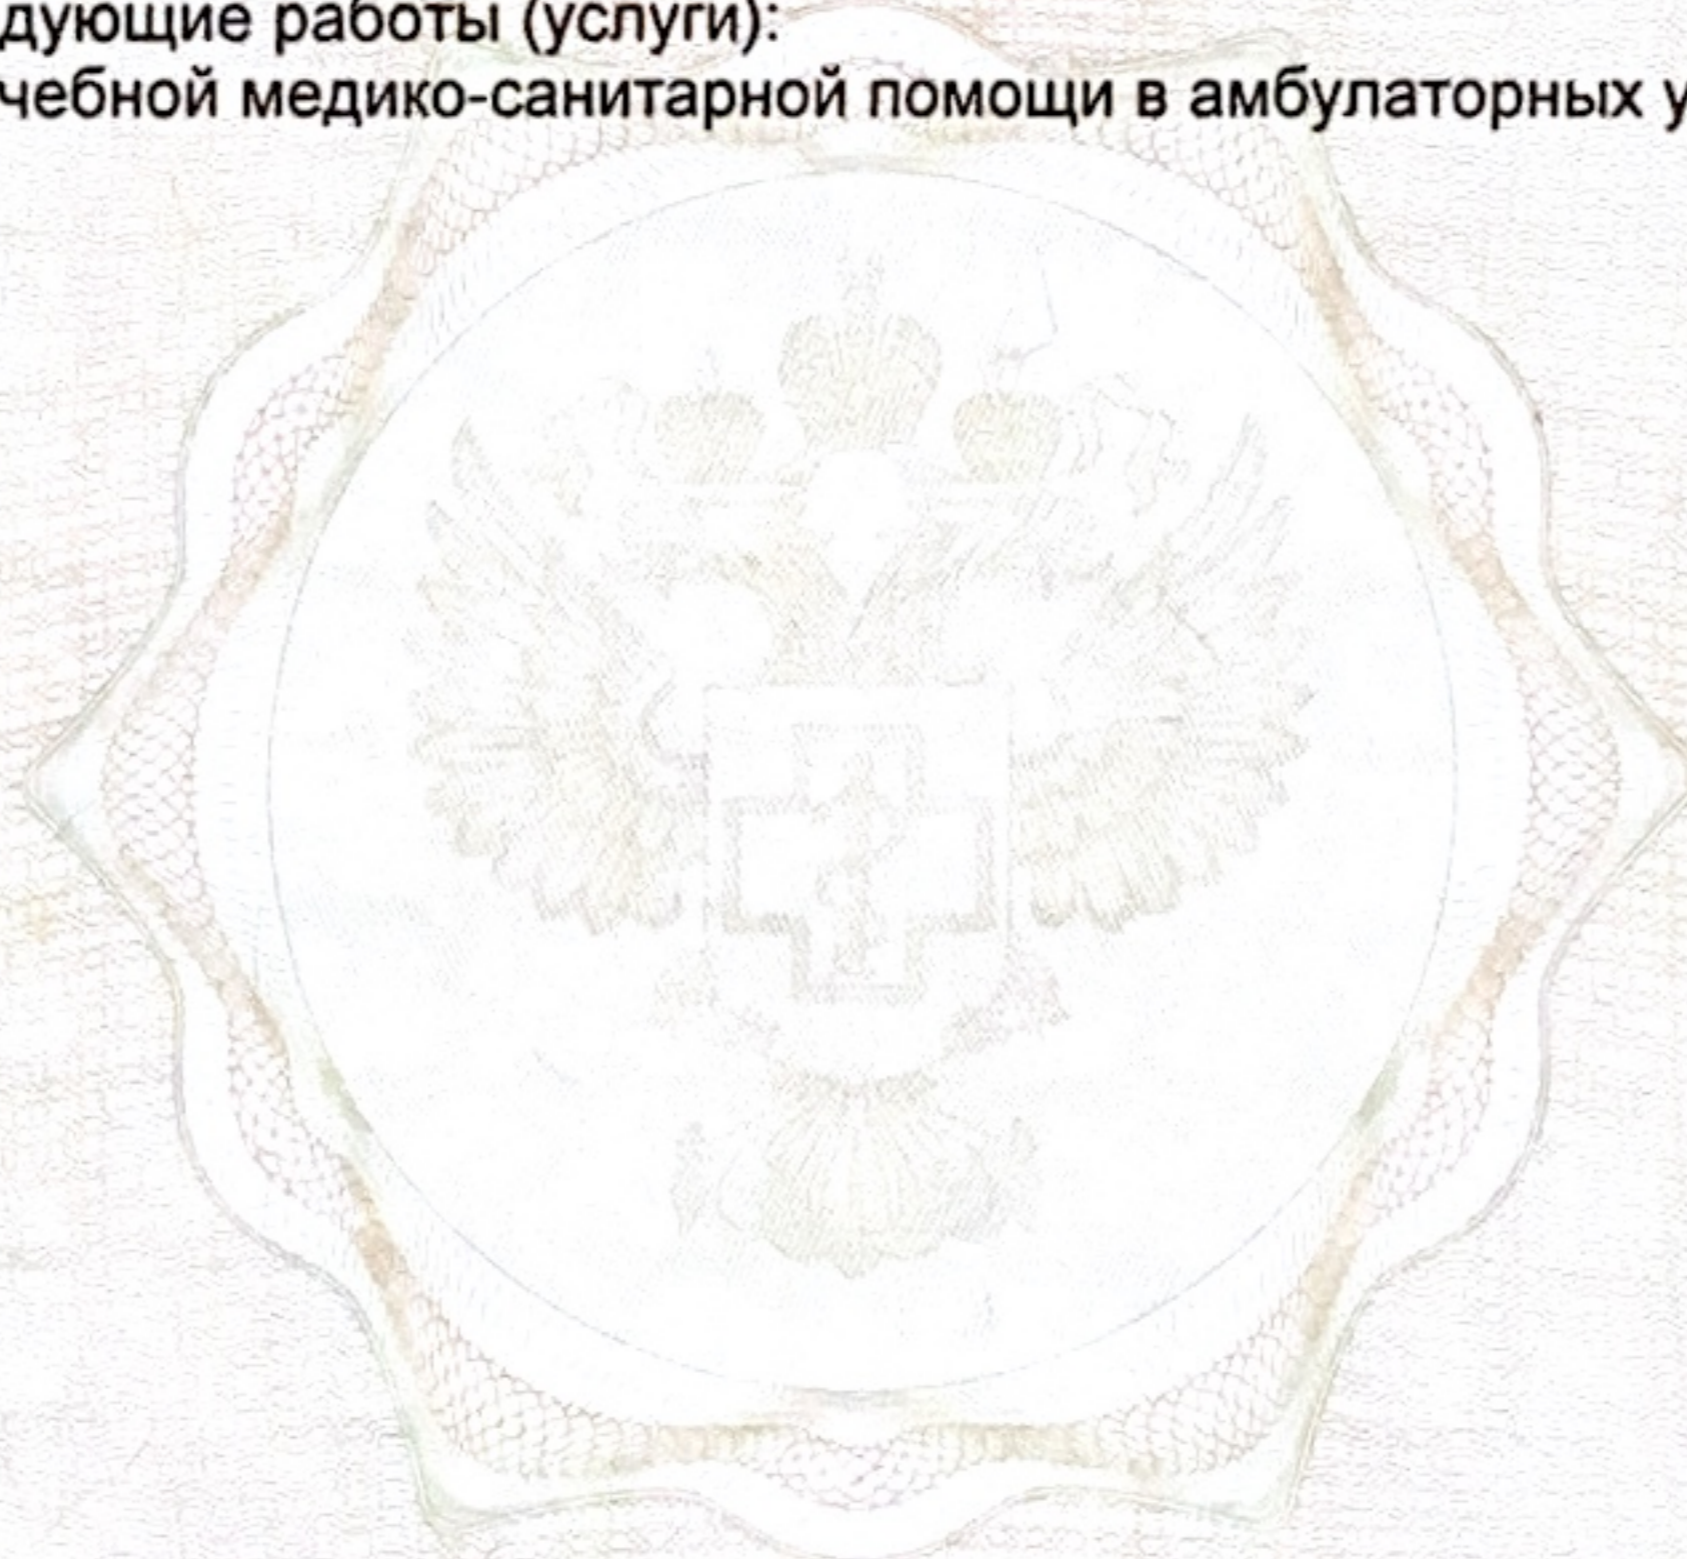 дующие работы (услуги):
чебной медико-санитарной помощи в амбулаторных у